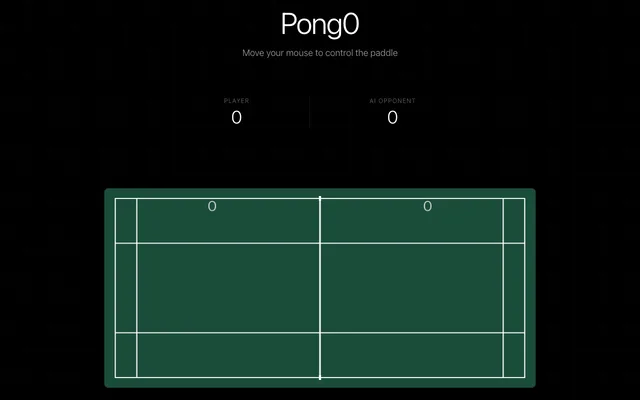 Pong0
Move your mouse to control the paddle
PLAYER
0
AI OPPONENT
0
0
0